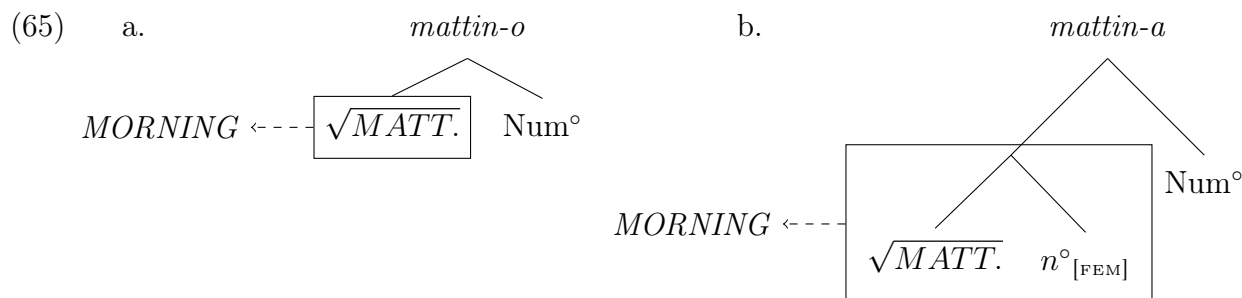 (65) a. mattin-o b. mattin-a
MORNING √MATT. Num°
Num°
MORNING
√MATT. n°[FEM]